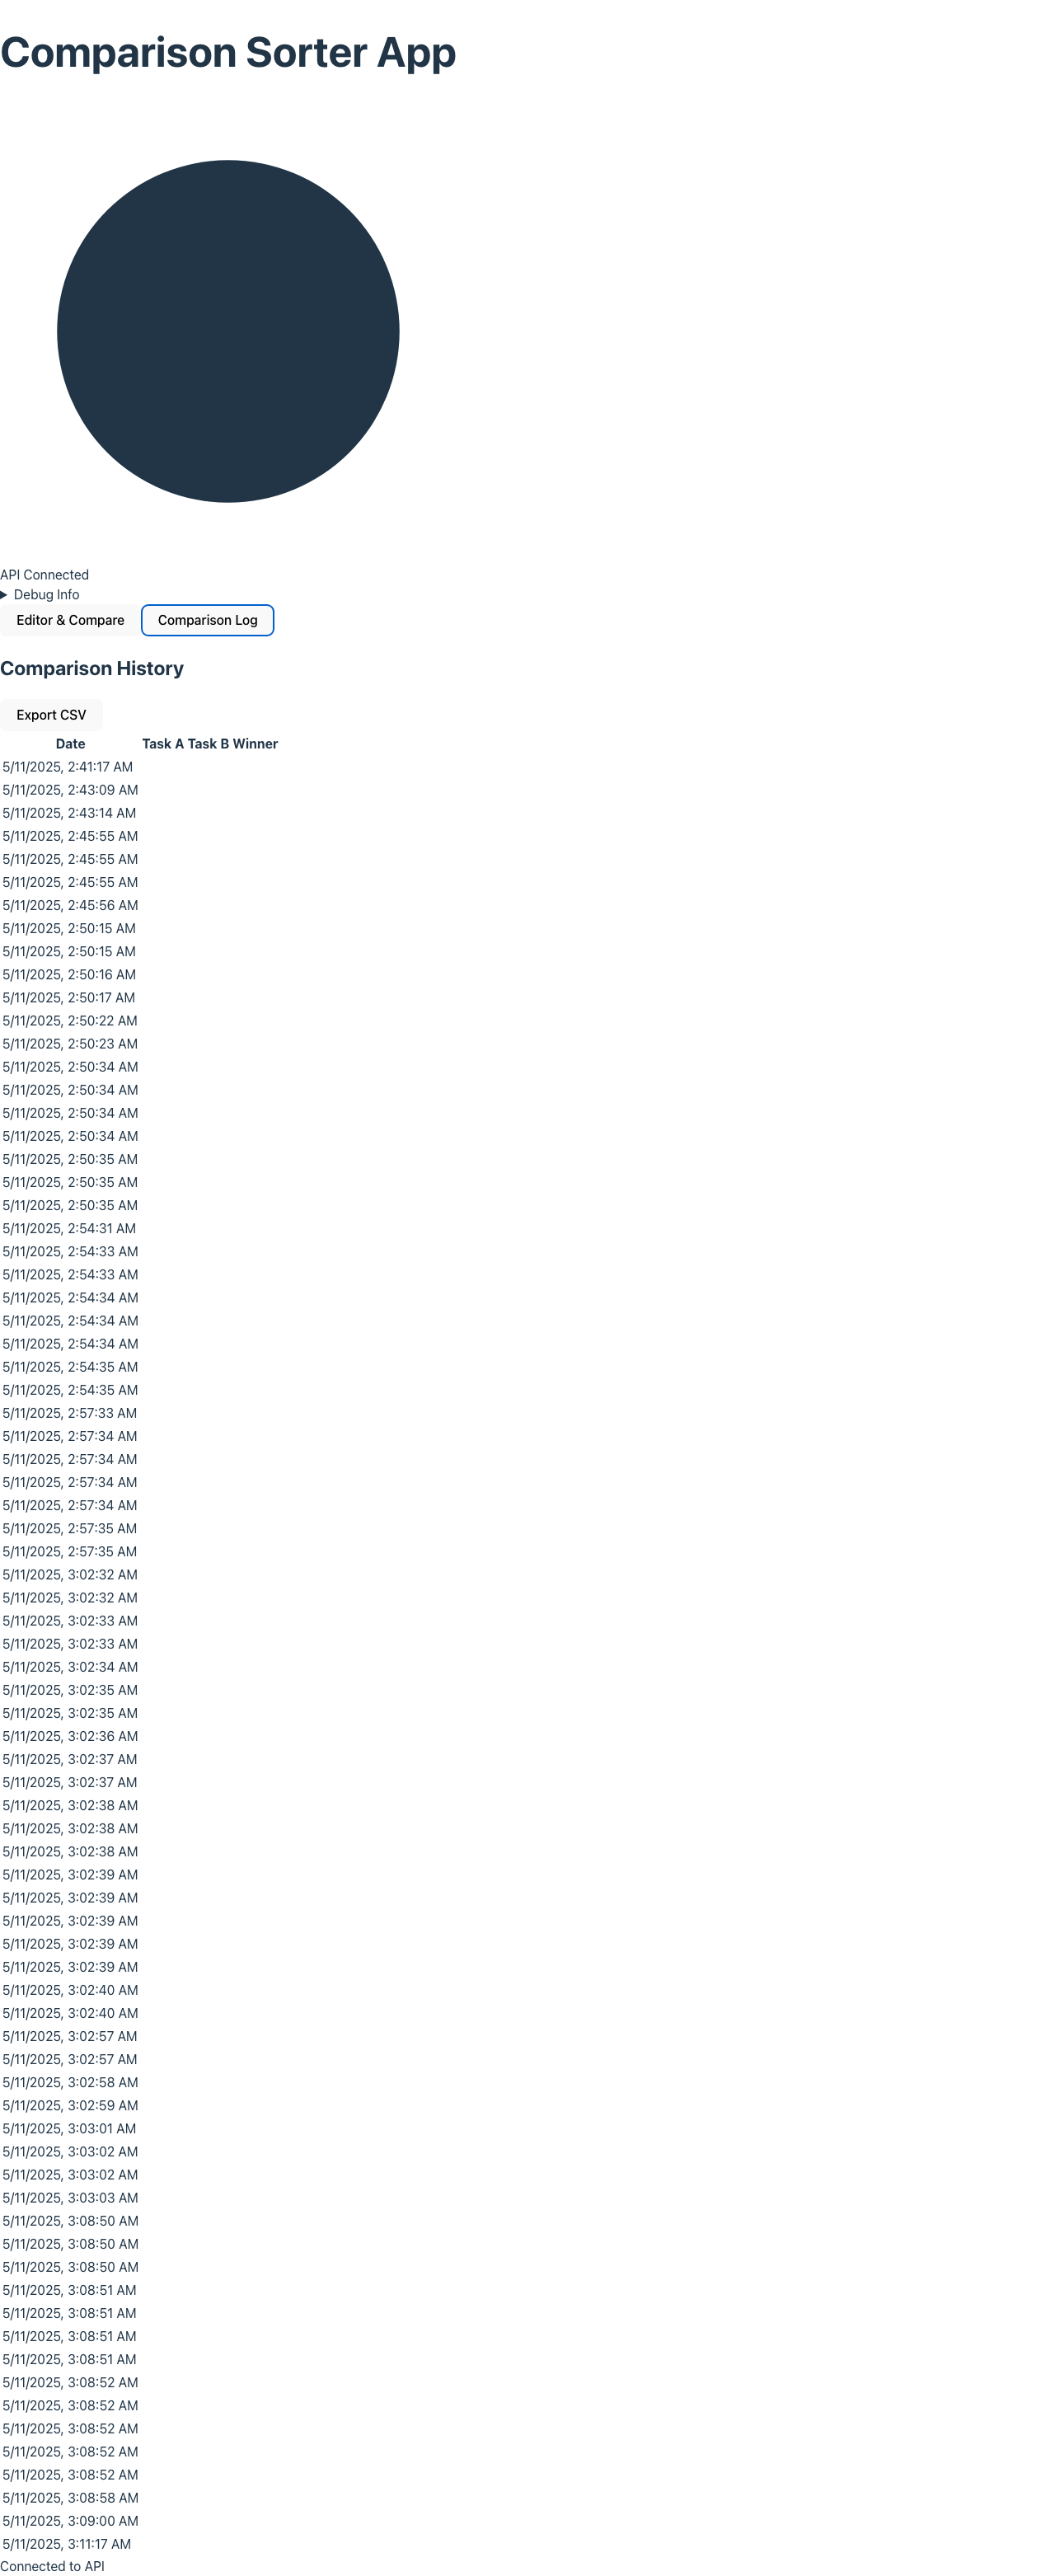 Comparison Sorter App
API Connected
Debug Info
Editor & Compare Comparison Log
Comparison History
Export CSV
Date Task A Task B Winner
5/11/2025, 2:41:17 AM
5/11/2025, 2:43:09 AM
5/11/2025, 2:43:14 AM
5/11/2025, 2:45:55 AM
5/11/2025, 2:45:55 AM
5/11/2025, 2:45:55 AM
5/11/2025, 2:45:56 AM
5/11/2025, 2:50:15 AM
5/11/2025, 2:50:15 AM
5/11/2025, 2:50:16 AM
5/11/2025, 2:50:17 AM
5/11/2025, 2:50:22 AM
5/11/2025, 2:50:23 AM
5/11/2025, 2:50:34 AM
5/11/2025, 2:50:34 AM
5/11/2025, 2:50:34 AM
5/11/2025, 2:50:34 AM
5/11/2025, 2:50:35 AM
5/11/2025, 2:50:35 AM
5/11/2025, 2:50:35 AM
5/11/2025, 2:54:31 AM
5/11/2025, 2:54:33 AM
5/11/2025, 2:54:33 AM
5/11/2025, 2:54:34 AM
5/11/2025, 2:54:34 AM
5/11/2025, 2:54:34 AM
5/11/2025, 2:54:35 AM
5/11/2025, 2:54:35 AM
5/11/2025, 2:57:33 AM
5/11/2025, 2:57:34 AM
5/11/2025, 2:57:34 AM
5/11/2025, 2:57:34 AM
5/11/2025, 2:57:34 AM
5/11/2025, 2:57:35 AM
5/11/2025, 2:57:35 AM
5/11/2025, 3:02:32 AM
5/11/2025, 3:02:32 AM
5/11/2025, 3:02:33 AM
5/11/2025, 3:02:33 AM
5/11/2025, 3:02:34 AM
5/11/2025, 3:02:35 AM
5/11/2025, 3:02:35 AM
5/11/2025, 3:02:36 AM
5/11/2025, 3:02:37 AM
5/11/2025, 3:02:37 AM
5/11/2025, 3:02:38 AM
5/11/2025, 3:02:38 AM
5/11/2025, 3:02:38 AM
5/11/2025, 3:02:39 AM
5/11/2025, 3:02:39 AM
5/11/2025, 3:02:39 AM
5/11/2025, 3:02:39 AM
5/11/2025, 3:02:39 AM
5/11/2025, 3:02:40 AM
5/11/2025, 3:02:40 AM
5/11/2025, 3:02:57 AM
5/11/2025, 3:02:57 AM
5/11/2025, 3:02:58 AM
5/11/2025, 3:02:59 AM
5/11/2025, 3:03:01 AM
5/11/2025, 3:03:02 AM
5/11/2025, 3:03:02 AM
5/11/2025, 3:03:03 AM
5/11/2025, 3:08:50 AM
5/11/2025, 3:08:50 AM
5/11/2025, 3:08:50 AM
5/11/2025, 3:08:51 AM
5/11/2025, 3:08:51 AM
5/11/2025, 3:08:51 AM
5/11/2025, 3:08:51 AM
5/11/2025, 3:08:52 AM
5/11/2025, 3:08:52 AM
5/11/2025, 3:08:52 AM
5/11/2025, 3:08:52 AM
5/11/2025, 3:08:52 AM
5/11/2025, 3:08:58 AM
5/11/2025, 3:09:00 AM
5/11/2025, 3:11:17 AM
Connected to API